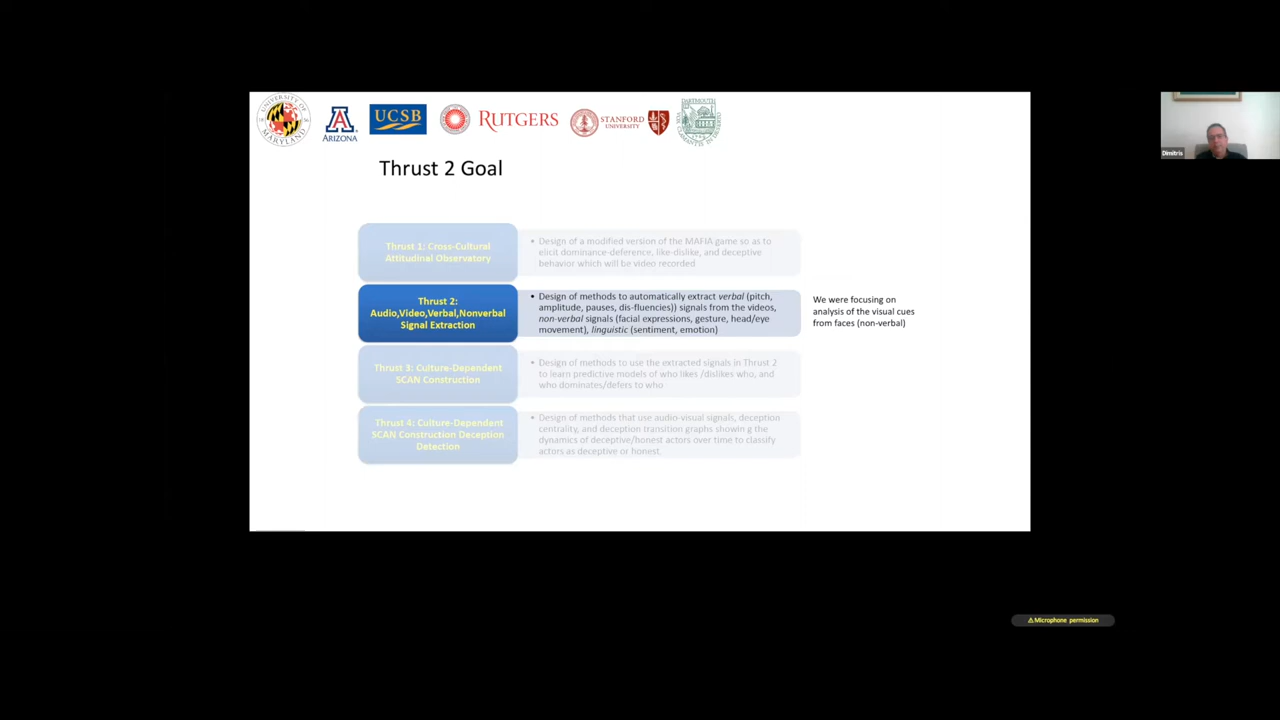 UNIVERSITY OF
MARYLAND
ARIZONA
UCSB
RUTGERS
STANFORD
UNIVERSITY
DARTMOUTH
Dimitris
Thrust 2 Goal
Thrust 1: Cross-Cultural
Attitudinal Observatory
• Design of a modified version of the MAFIA game so as to
elicit dominance-deference, like-dislike, and deceptive
behavior which will be video recorded
Thrust 2:
Audio,Video,Verbal,Nonverbal
Signal Extraction
• Design of methods to automatically extract verbal (pitch,
amplitude, pauses, dis-fluencies)) signals from the videos,
non-verbal signals (facial expressions, gesture, head/eye
movement), linguistic (sentiment, emotion)
We were focusing on
analysis of the visual cues
from faces (non-verbal)
Thrust 3: Culture-Dependent
SCAN Construction
• Design of methods to use the extracted signals in Thrust 2
to learn predictive models of who likes /dislikes who, and
who dominates/defers to who
Thrust 4: Culture-Dependent
SCAN Construction Deception
Detection
• Design of methods that use audio-visual signals, deception
centrality, and deception transition graphs showin g the
dynamics of deceptive/honest actors over time to classify
actors as deceptive or honest.
⚠ Microphone permission